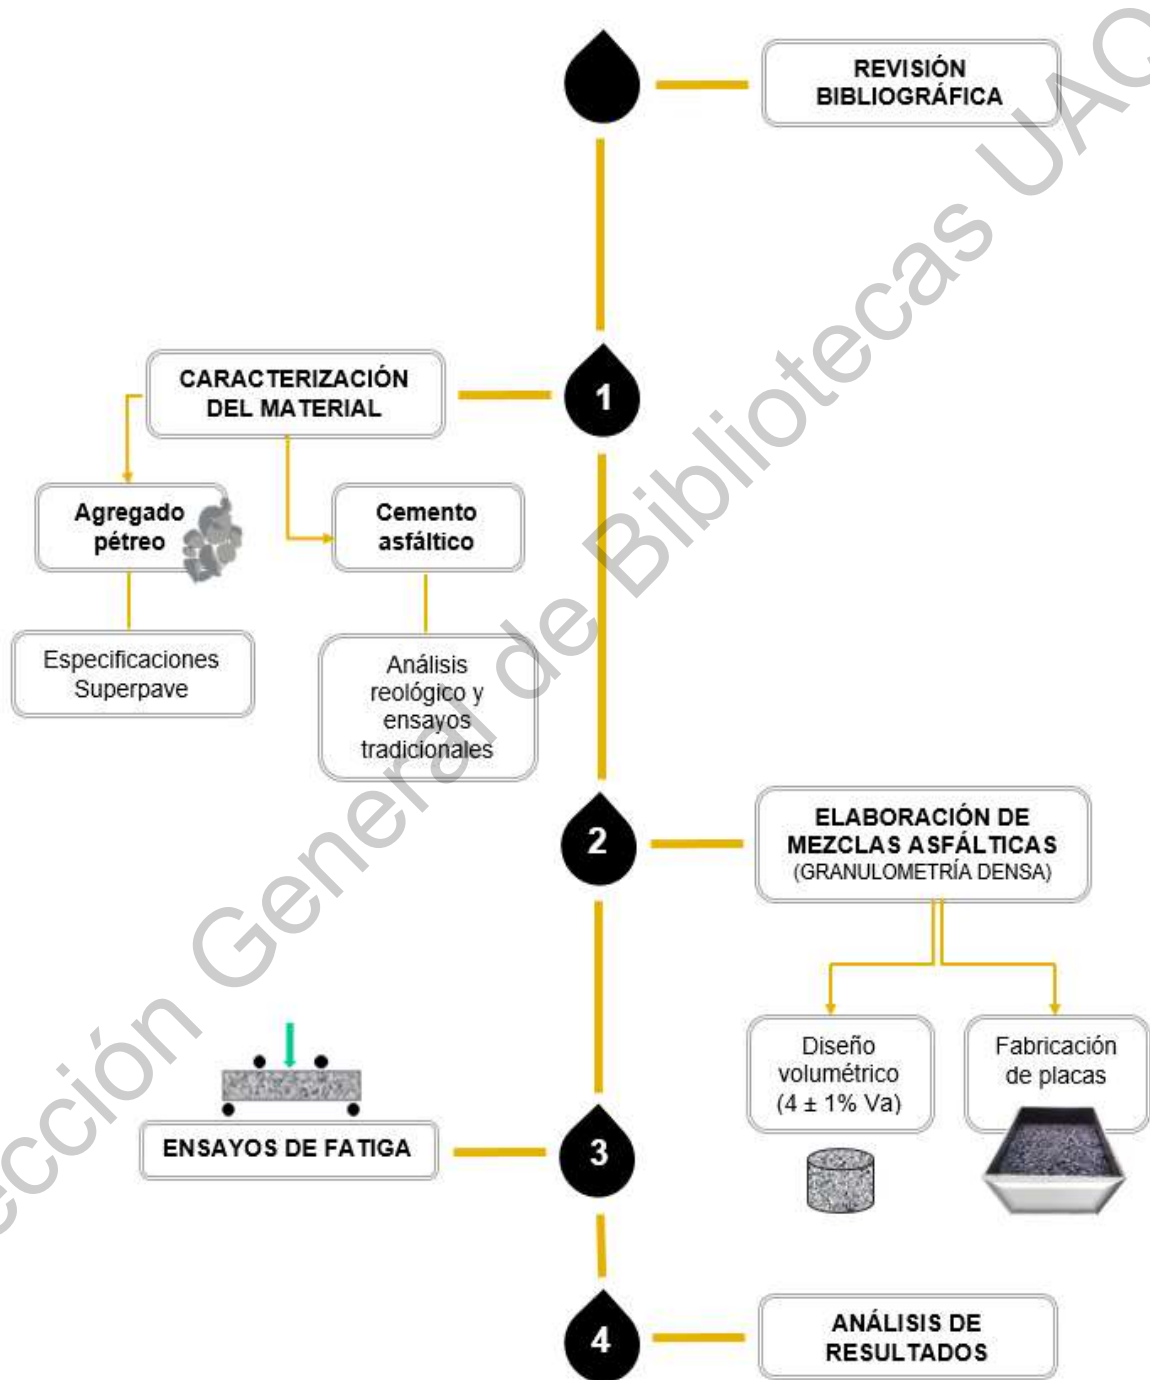 REVISIÓN
BIBLIOGRÁFICA
CARACTERIZACIÓN
DEL MATERIAL
1
Agregado
pétreo
Cemento
asfáltico
Especificaciones
Superpave
Análisis
reológico y
ensayos
tradicionales
2
ELABORACIÓN DE
MEZCLAS ASFÁLTICAS
(GRANULOMETRÍA DENSA)
Diseño
volumétrico
(4 ± 1% Va)
Fabricación
de placas
ENSAYOS DE FATIGA
3
4
ANÁLISIS DE
RESULTADOS
General de Bibliotecas